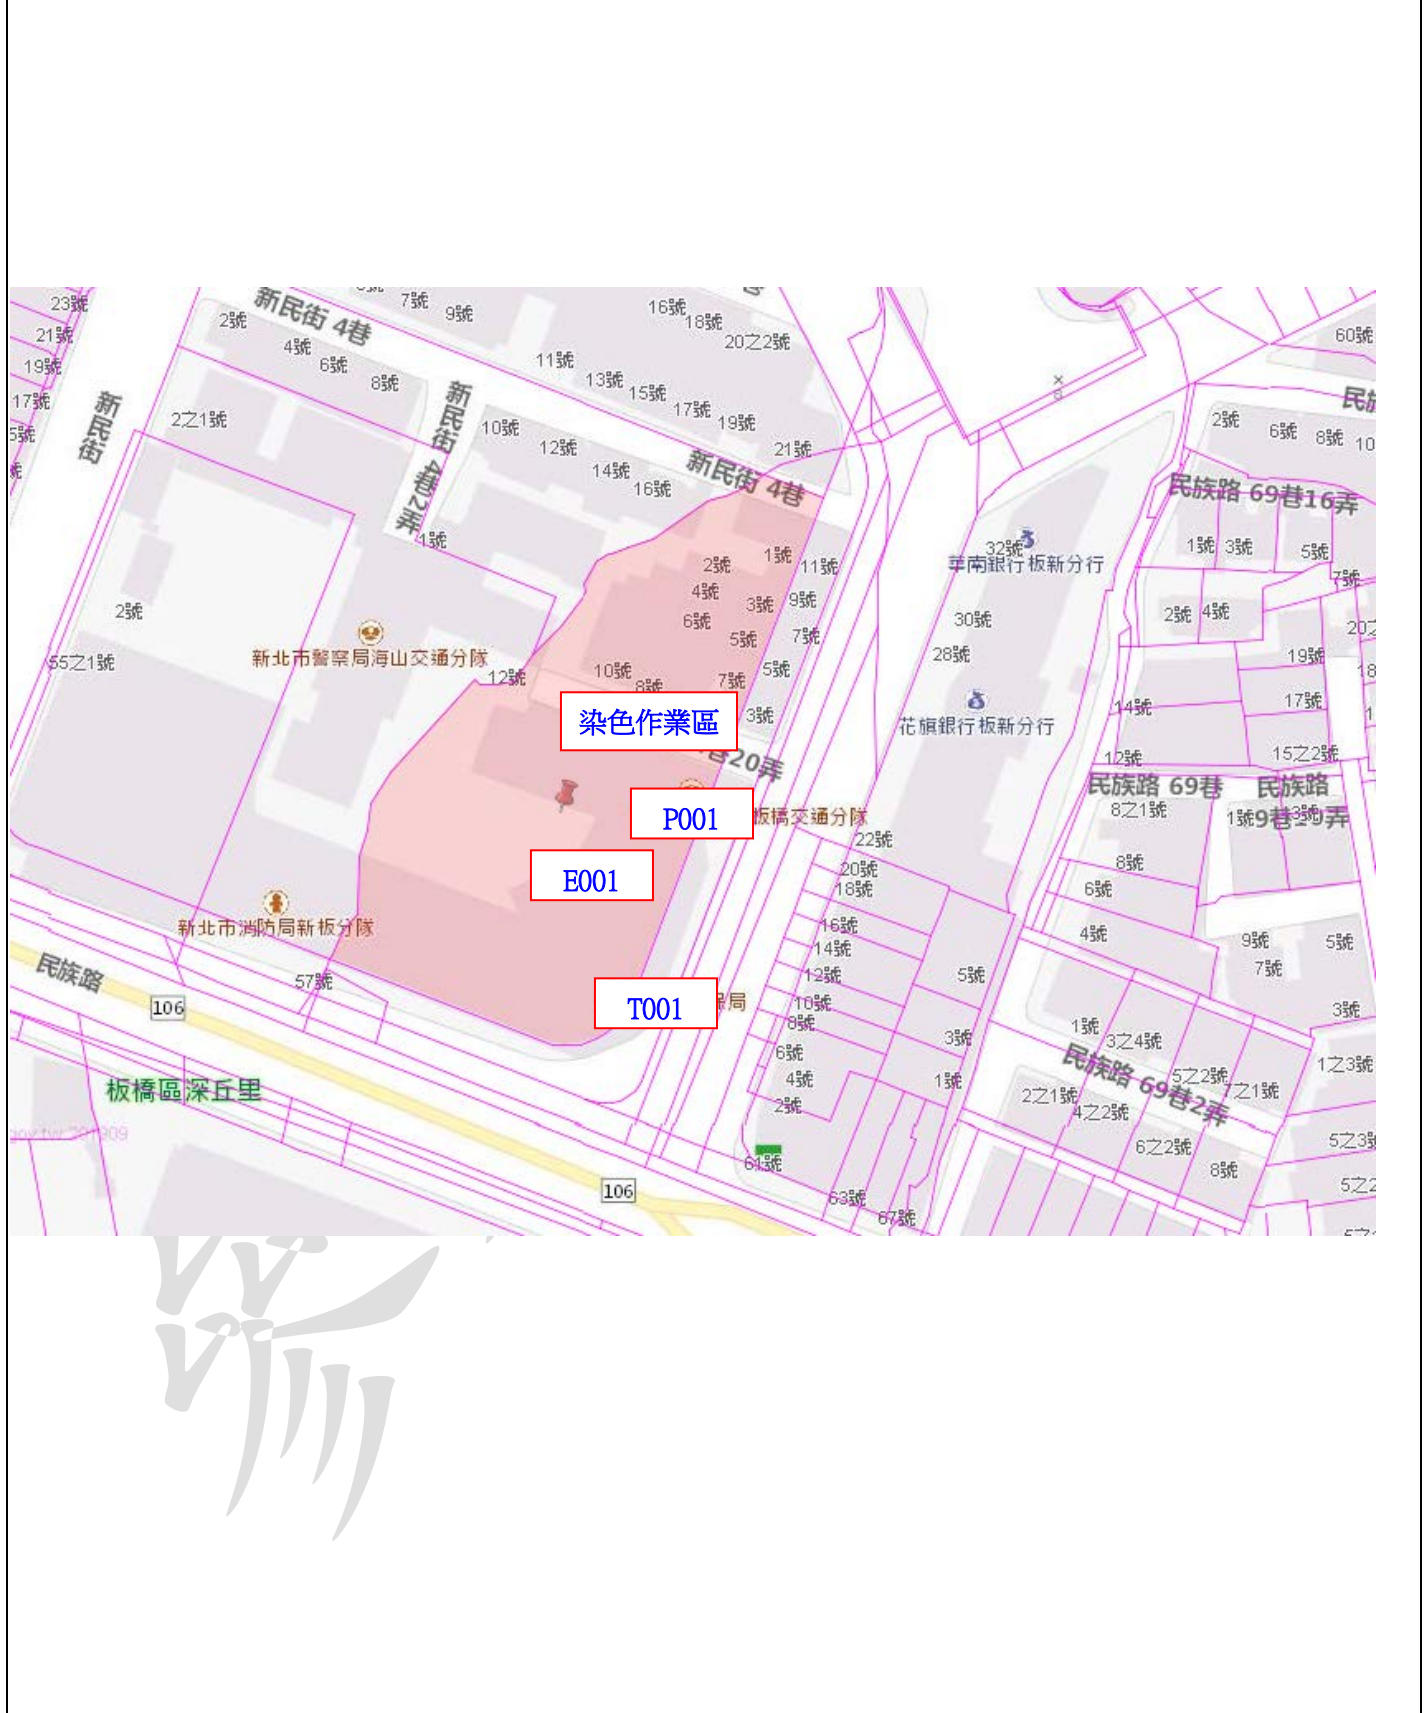 23號
7號
9號
16號
18號
20之2號
新民街 4巷
2號
21號
4號
6號
8號
19號
11號
13號
15號
17號
19號
21號
60號
17號
新民街
2之1號
新民街 4巷2弄
10號
12號
14號
16號
新民街 4巷
2號
6號
8號
10
民族路 69巷16弄
1號
1號
2號
11號
32號
華南銀行板新分行
1號
3號
5號
7號
4號
3號
9號
2號
新北市警察局海山交通分隊
6號
5號
7號
30號
2號
4號
55之1號
12號
10號
8號
7號
5號
28號
19號
染色作業區
3號
花旗銀行板新分行
14號
17號
巷20弄
12號
15之2號
民族路 69巷
民族路
P001
板橋交通分隊
22號
8之1號
1號
3號
E001
20號
18號
8號
6號
新北市消防局新板分隊
16號
14號
4號
9號
5號
民族路
57號
12號
5號
7號
106
T001
保局
10號
8號
3號
1號
3之4號
3號
板橋區深丘里
6號
4號
2號
1號
民族路 69巷2弄
5之2號
1之3號
2之1號
4之2號
6之2號
8號
5之3號
106
61號
63號
67號